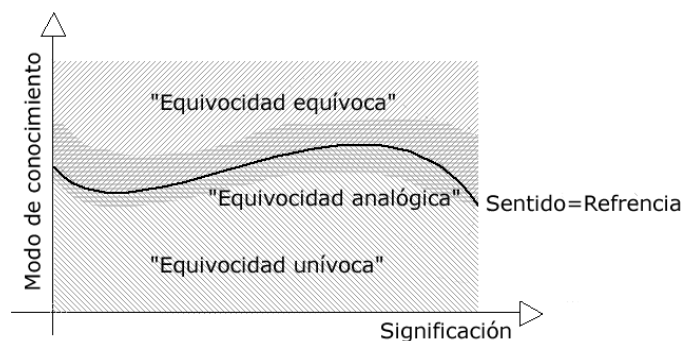 Modo de conocimiento
"Equivocidad equívoca"
"Equivocidad analógica"
Sentido=Refrencia
"Equivocidad unívoca"
Significación